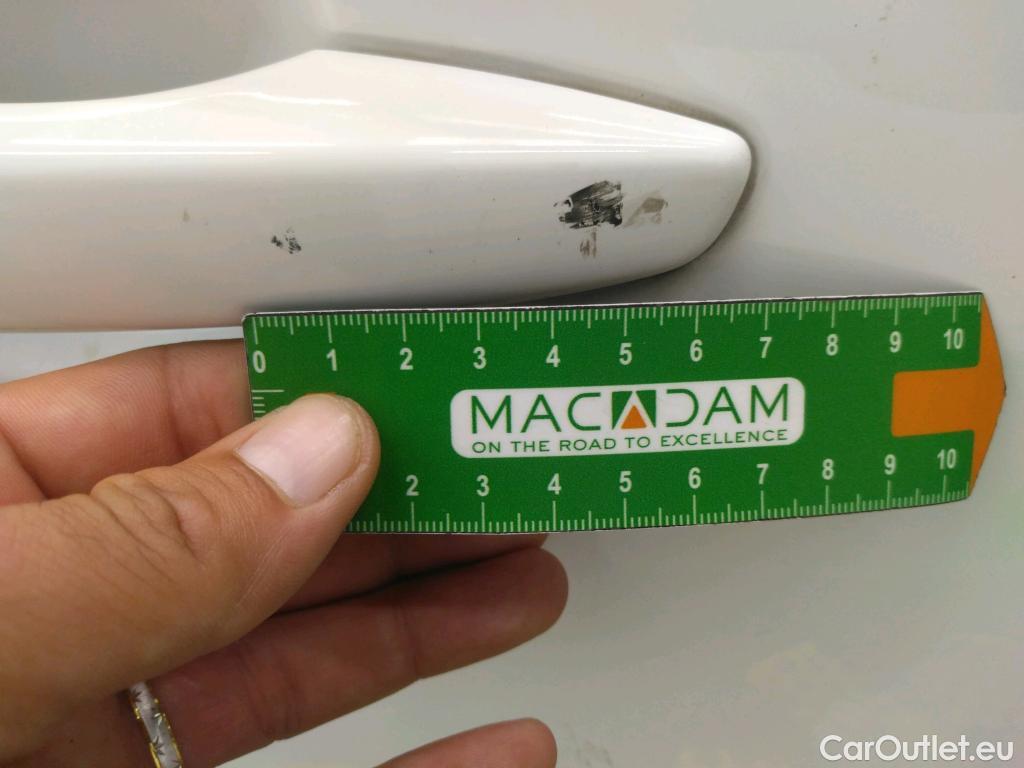 0 1 2 3 4 5 6 7 8 9 10
MACADAM
ON THE ROAD TO EXCELLENCE
2 3 4 5 6 7 8 9 10
CarOutlet.eu